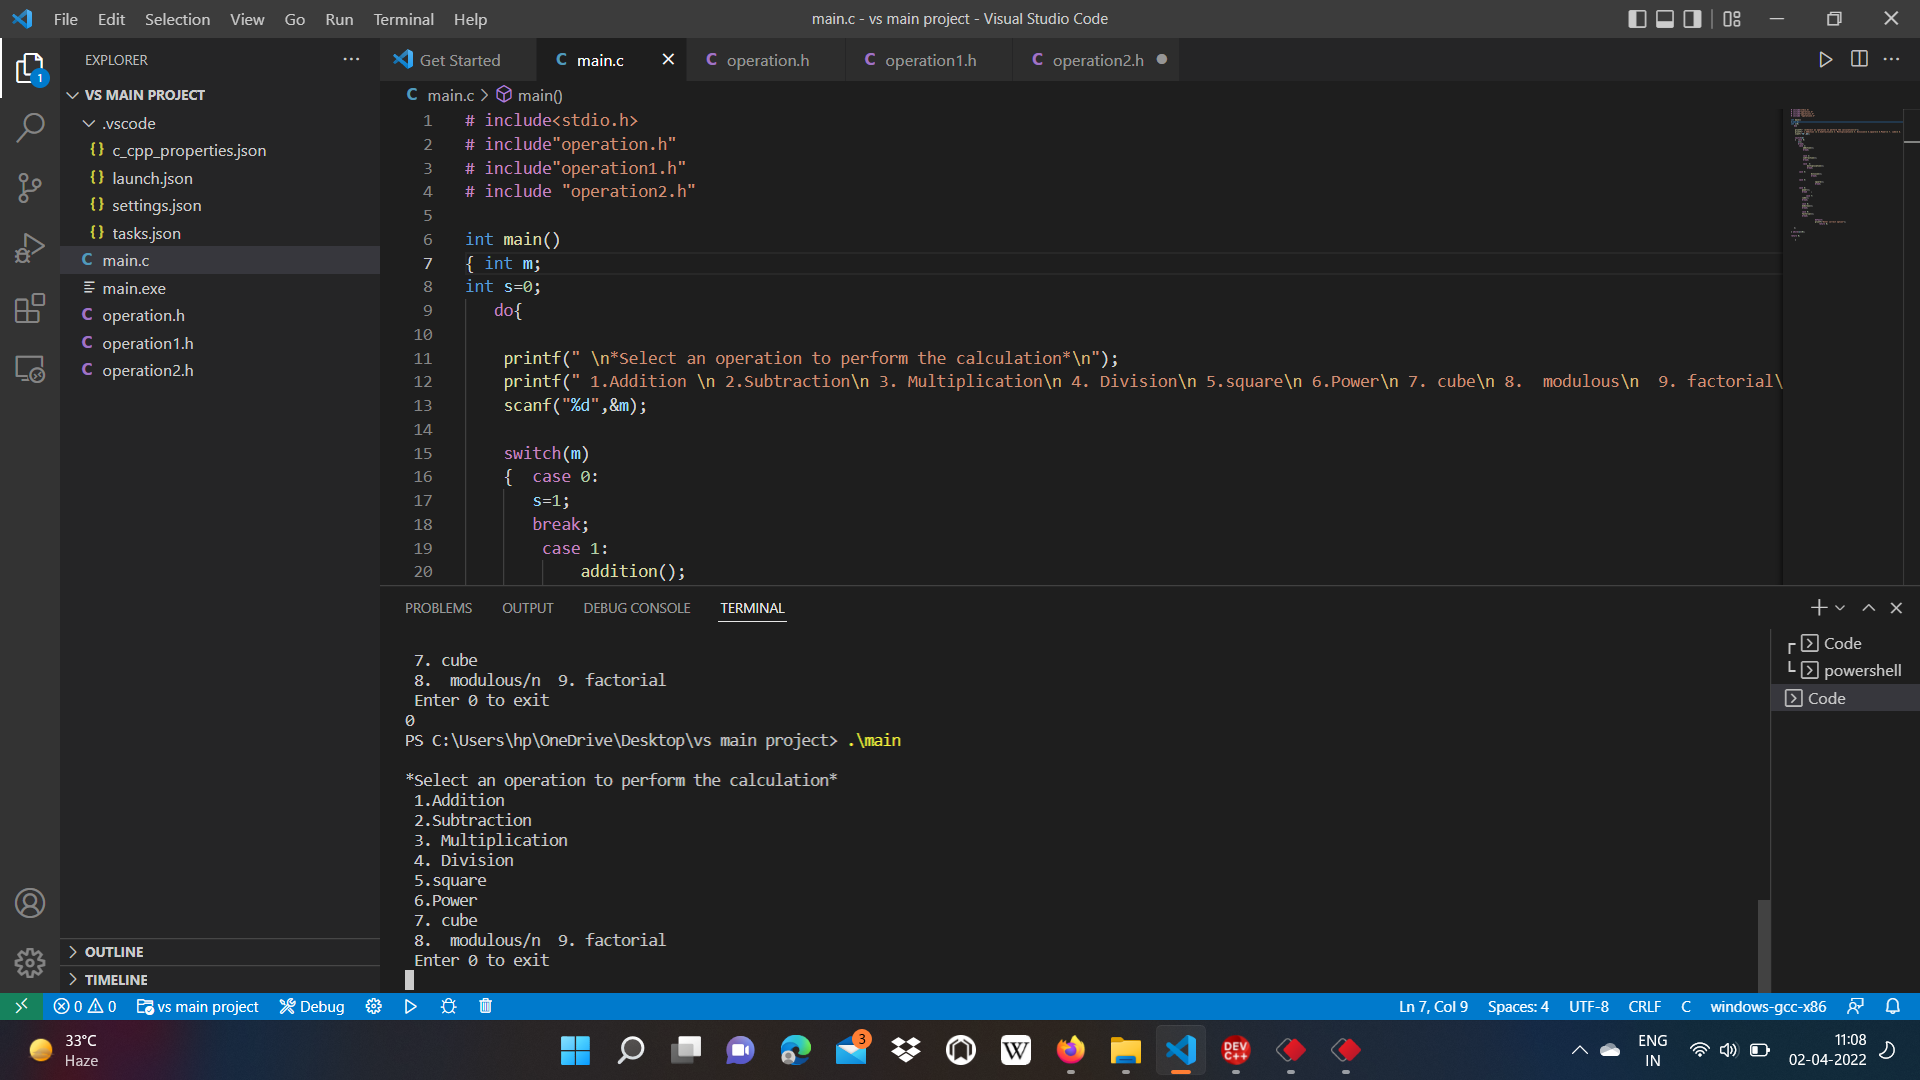 File Edit Selection View Go Run Terminal Help
main.c - vs main project - Visual Studio Code
EXPLORER
VS MAIN PROJECT
.vscode
{} c_cpp_properties.json
{} launch.json
{} settings.json
{} tasks.json
C main.c
main.exe
C operation.h
C operation1.h
C operation2.h
OUTLINE
TIMELINE
1
Get Started
C main.c
C operation.h
C operation1.h
C operation2.h
C main.c > main()
1 # include<stdio.h>
2 # include"operation.h"
3 # include"operation1.h"
4 # include "operation2.h"
5
6 int main()
7 { int m;
8 int s=0;
9 do{
10
11 printf(" \n*Select an operation to perform the calculation*\n");
12 printf(" 1.Addition \n 2.Subtraction\n 3. Multiplication\n 4. Division\n 5.square\n 6.Power\n 7. cube\n 8.  modulous\n  9. factorial\
13 scanf("%d",&m);
14
15 switch(m)
16 {  case 0:
17 s=1;
18 break;
19 case 1:
20 addition();
PROBLEMS OUTPUT DEBUG CONSOLE TERMINAL
7. cube
8.  modulous/n  9. factorial
Enter 0 to exit
0
PS C:\Users\hp\OneDrive\Desktop\vs main project> .\main
*Select an operation to perform the calculation*
1.Addition
2.Subtraction
3. Multiplication
4. Division
5.square
6.Power
7. cube
8.  modulous/n  9. factorial
Enter 0 to exit
Code
powershell
Code
0 0 vs main project Debug
Ln 7, Col 9 Spaces: 4 UTF-8 CRLF C windows-gcc-x86
33°C
Haze
3
W
DEV
C++
ENG
IN
11:08
02-04-2022